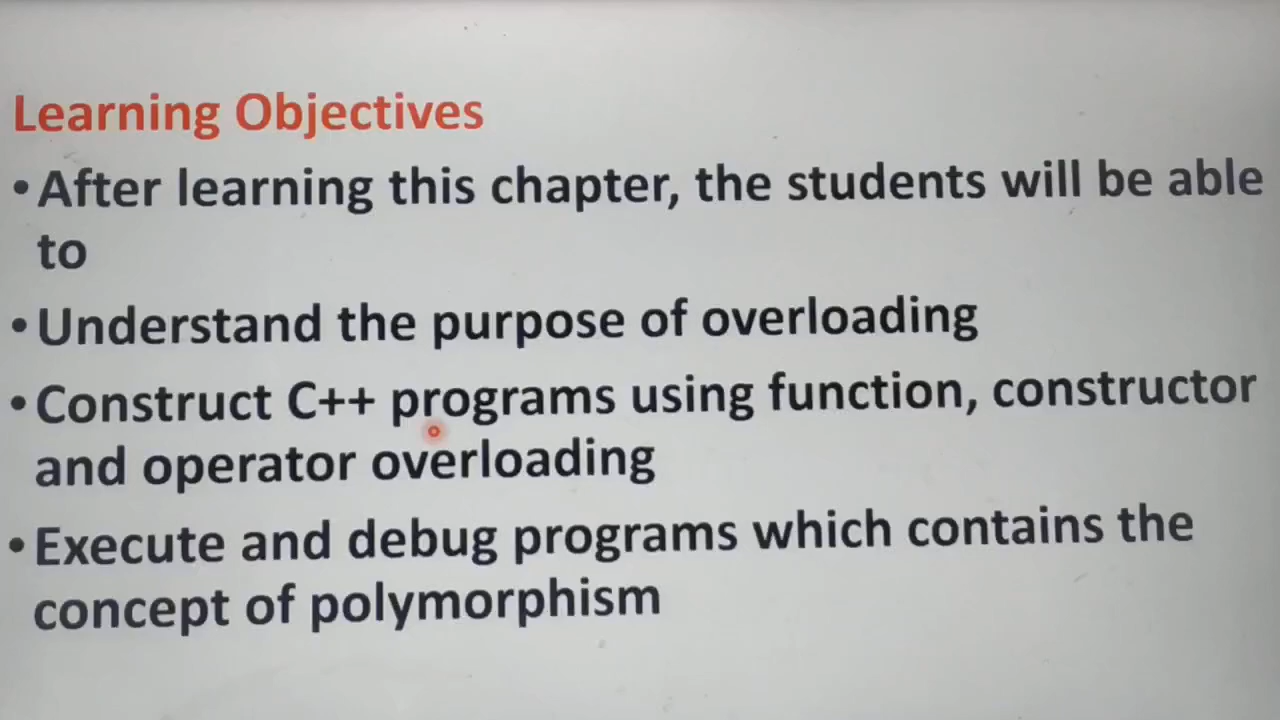 Learning Objectives
• After learning this chapter, the students will be able
to
• Understand the purpose of overloading
• Construct C++ programs using function, constructor
and operator overloading
• Execute and debug programs which contains the
concept of polymorphism